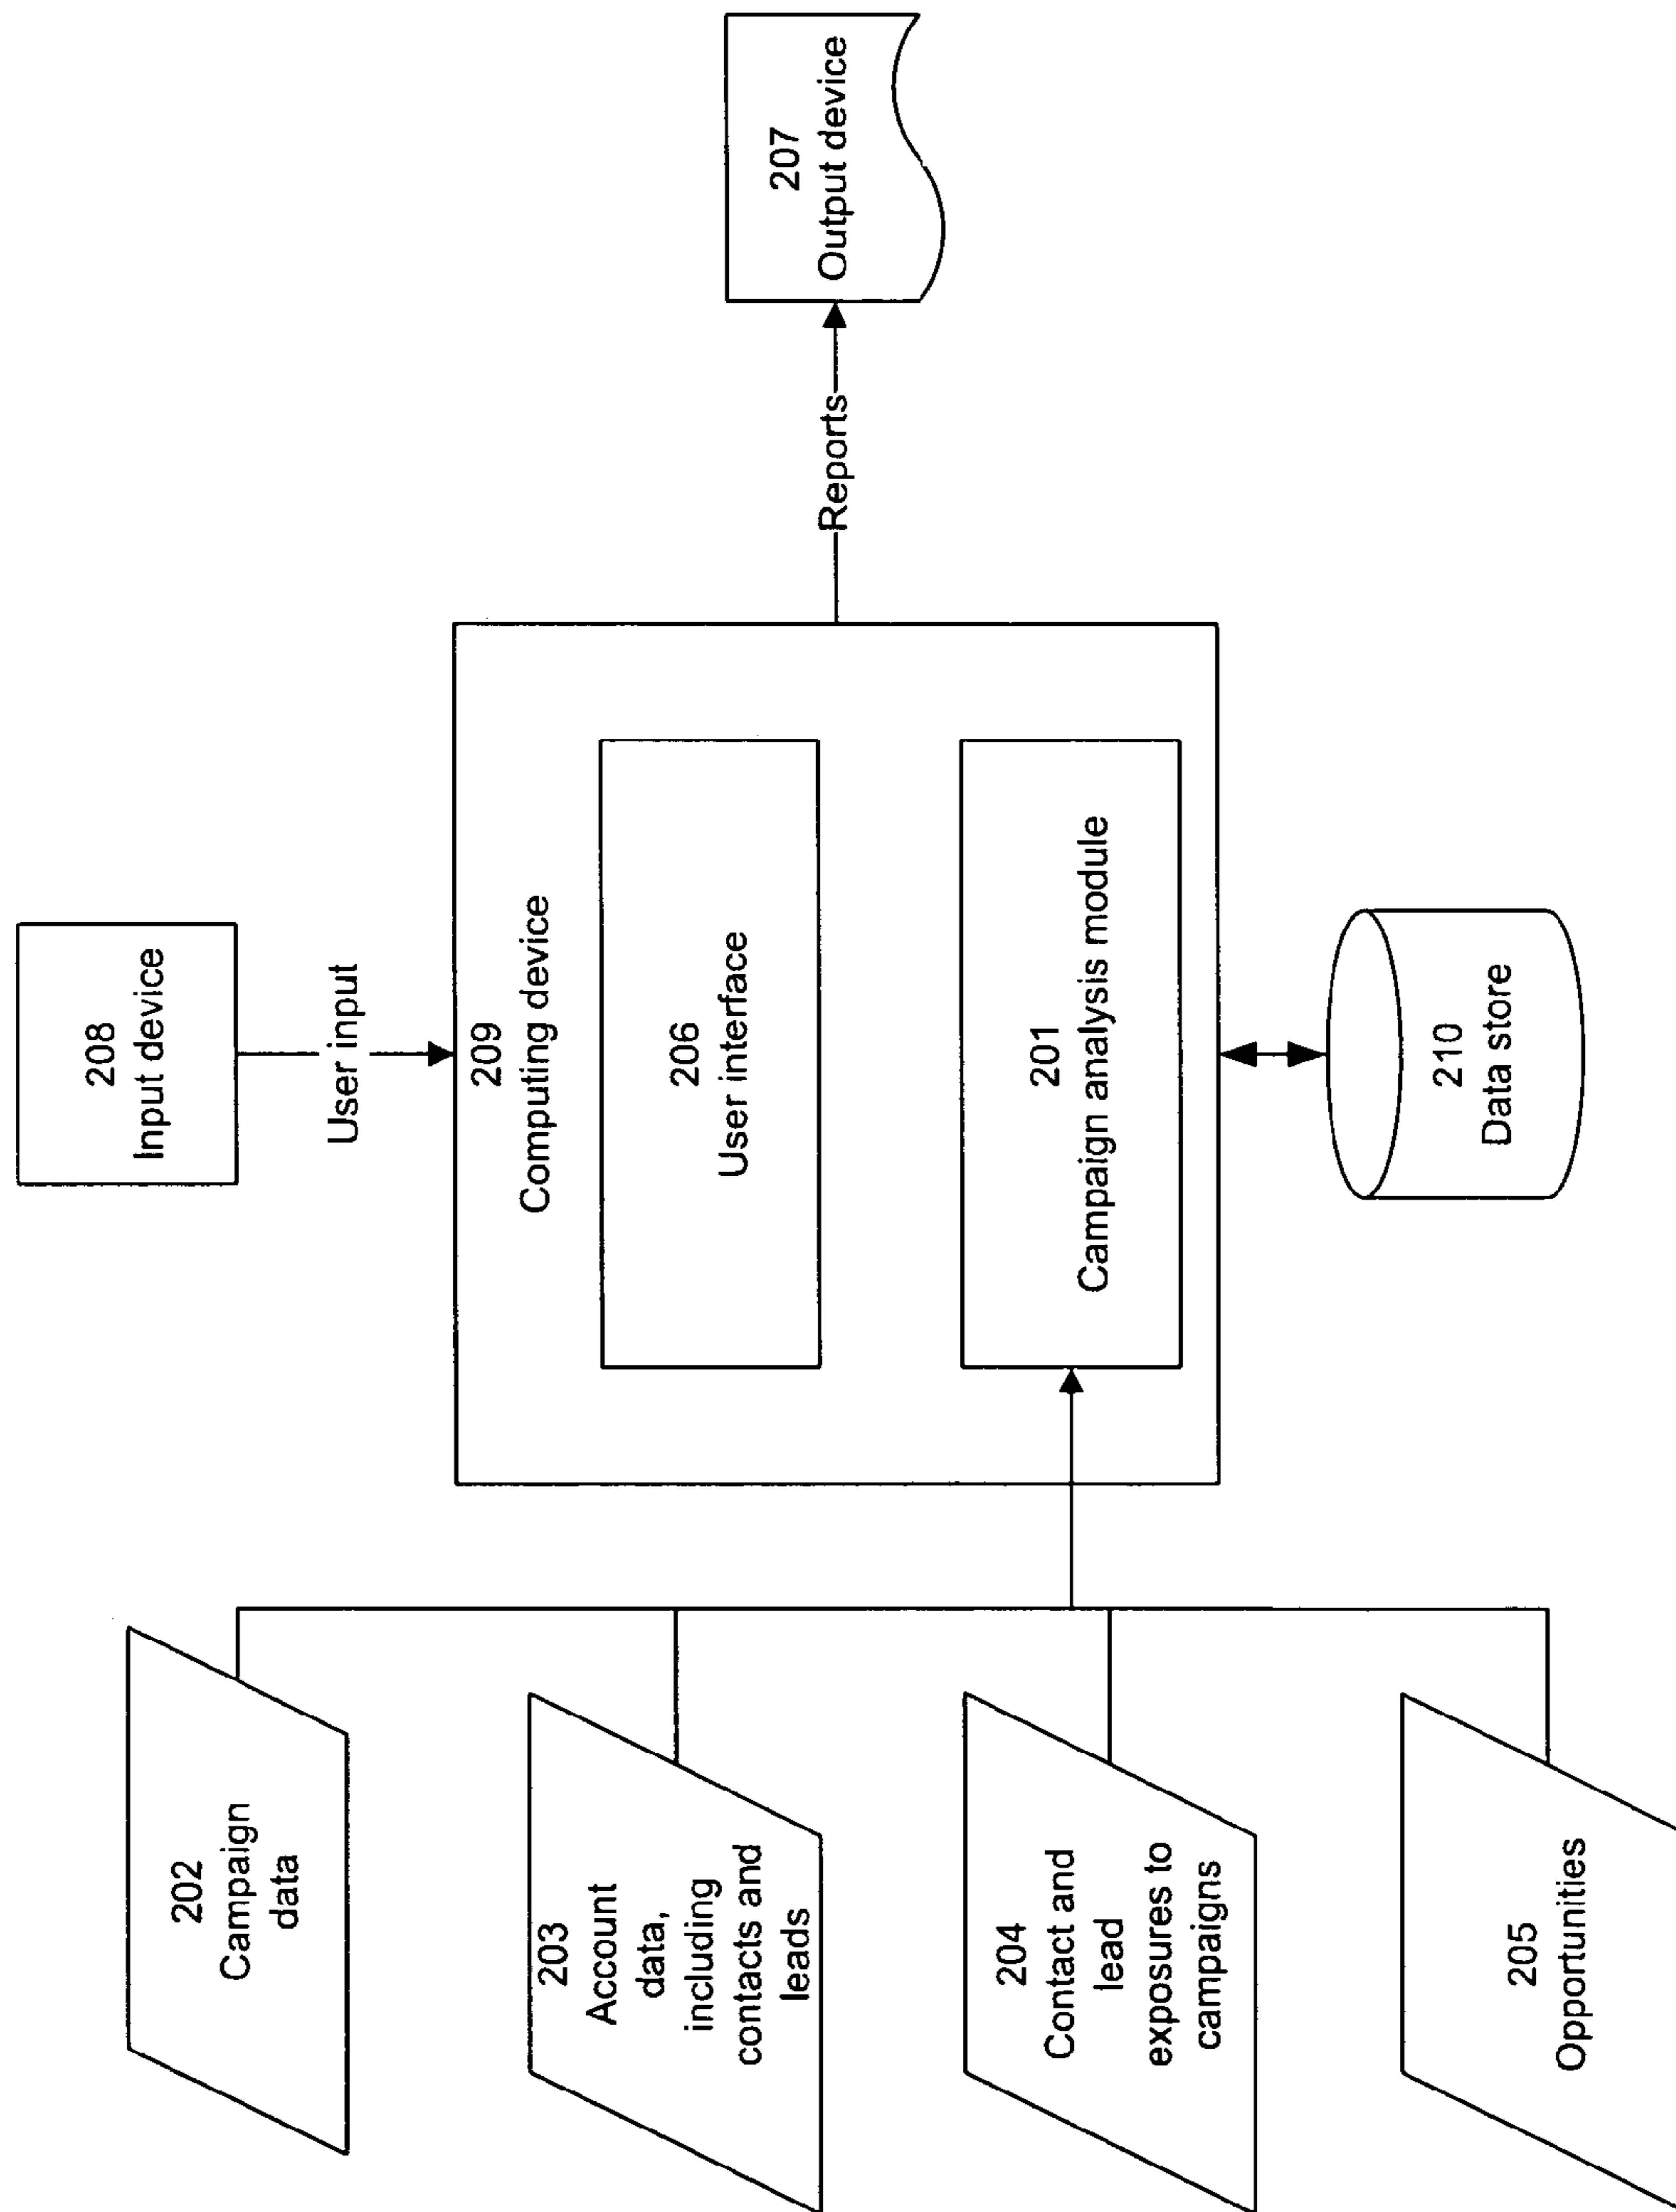 202
Campaign
data
203
Account
data,
including
contacts and
leads
204
Contact and
lead
exposures to
campaigns
205
Opportunities
208
Input device
User input
209
Computing device
206
User interface
201
Campaign analysis module
210
Data store
Reports
207
Output device